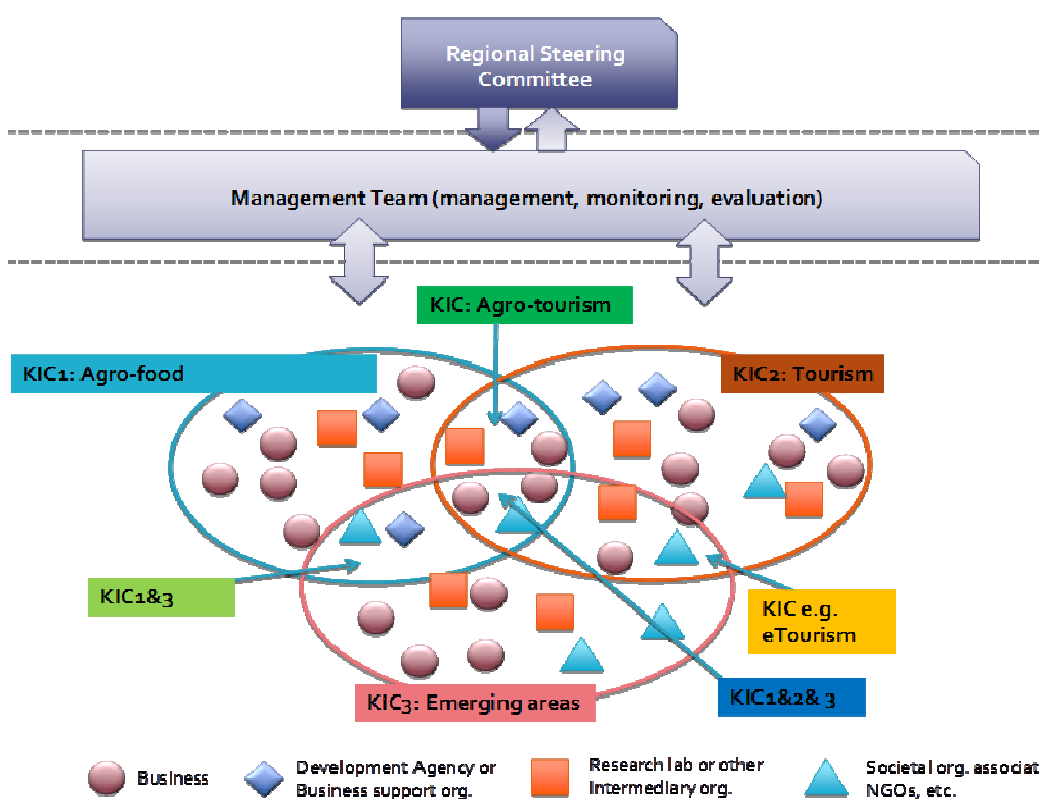 Regional Steering
Committee
Management Team (management, monitoring, evaluation)
KIC: Agro-tourism
KIC1: Agro-food
KIC2: Tourism
KIC1&3
KIC e.g.
eTourism
KIC1&2& 3
KIC3: Emerging areas
Business
Development Agency or
Business support org.
Research lab or other
Intermediary org.
Societal org. associat
NGOs, etc.